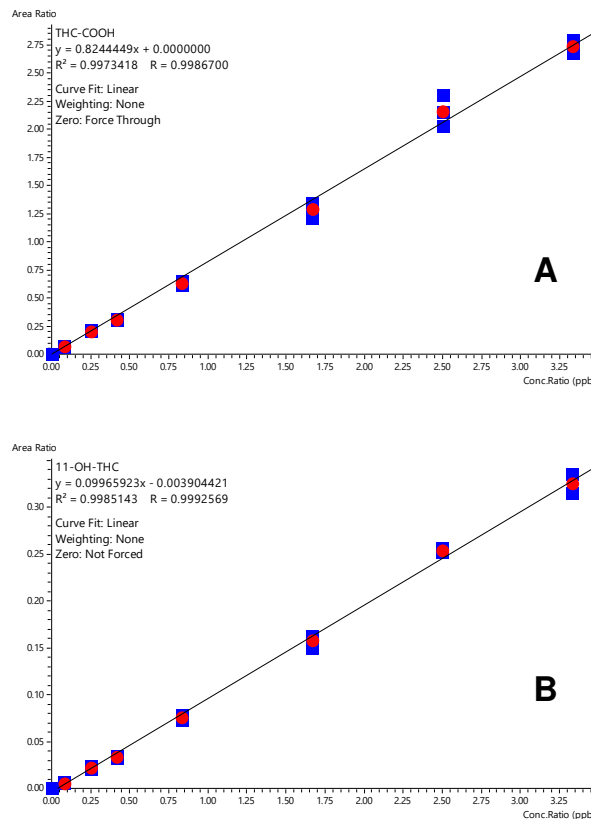 Area Ratio
THC-COOH
y = 0.8244449x + 0.0000000
R² = 0.9973418 R = 0.9986700
Curve Fit: Linear
Weighting: None
Zero: Force Through
2.75
2.50
2.25
2.00
1.75
1.50
1.25
1.00
0.75
0.50
0.25
0.00
A
0.00 0.25 0.50 0.75 1.00 1.25 1.50 1.75 2.00 2.25 2.50 2.75 3.00 3.25
Conc.Ratio (ppb
Area Ratio
11-OH-THC
y = 0.09965923x - 0.003904421
R² = 0.9985143 R = 0.9992569
Curve Fit: Linear
Weighting: None
Zero: Not Forced
0.30
0.25
0.20
0.15
0.10
0.05
0.00
B
0.00 0.25 0.50 0.75 1.00 1.25 1.50 1.75 2.00 2.25 2.50 2.75 3.00 3.25
Conc.Ratio (ppb